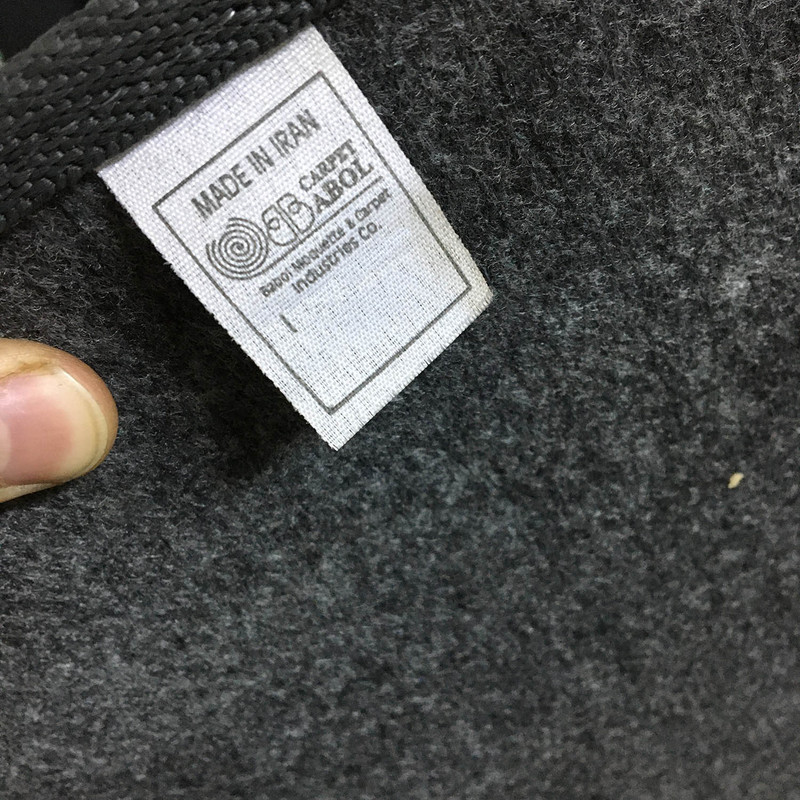 MADE IN IRAN
CARPET
BABOL
Babol Moquette & Carpet
Industries Co.